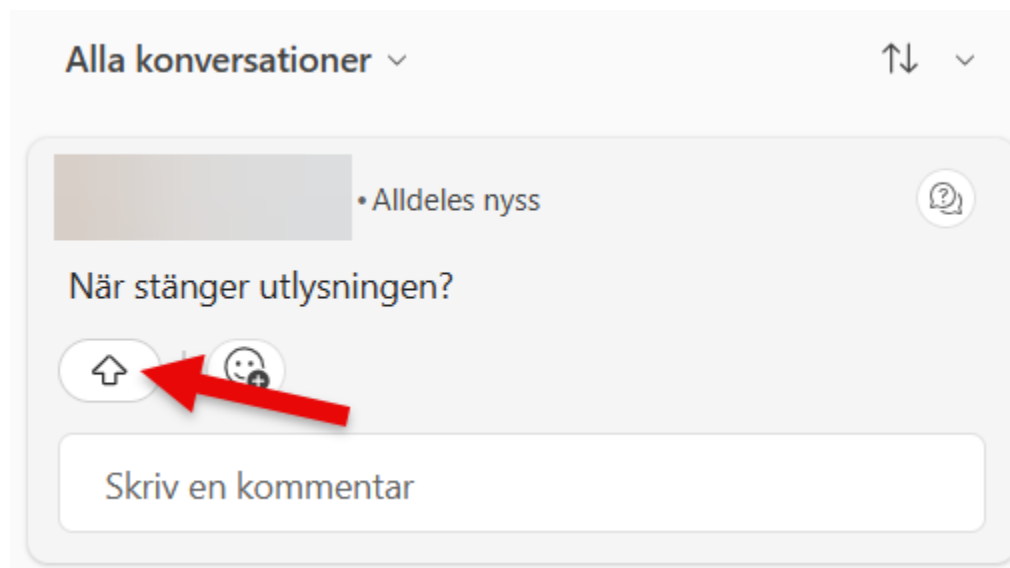 Alla konversationer
• Alldeles nyss
När stänger utlysningen?
Skriv en kommentar